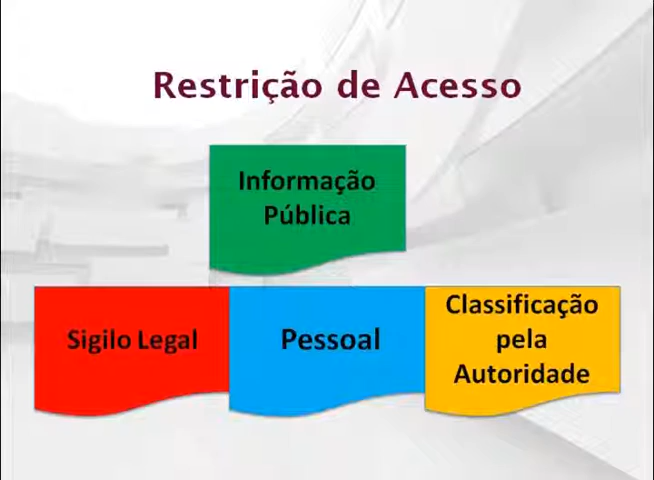 Restrição de Acesso
Informação
Pública
Sigilo Legal
Pessoal
Classificação
pela
Autoridade